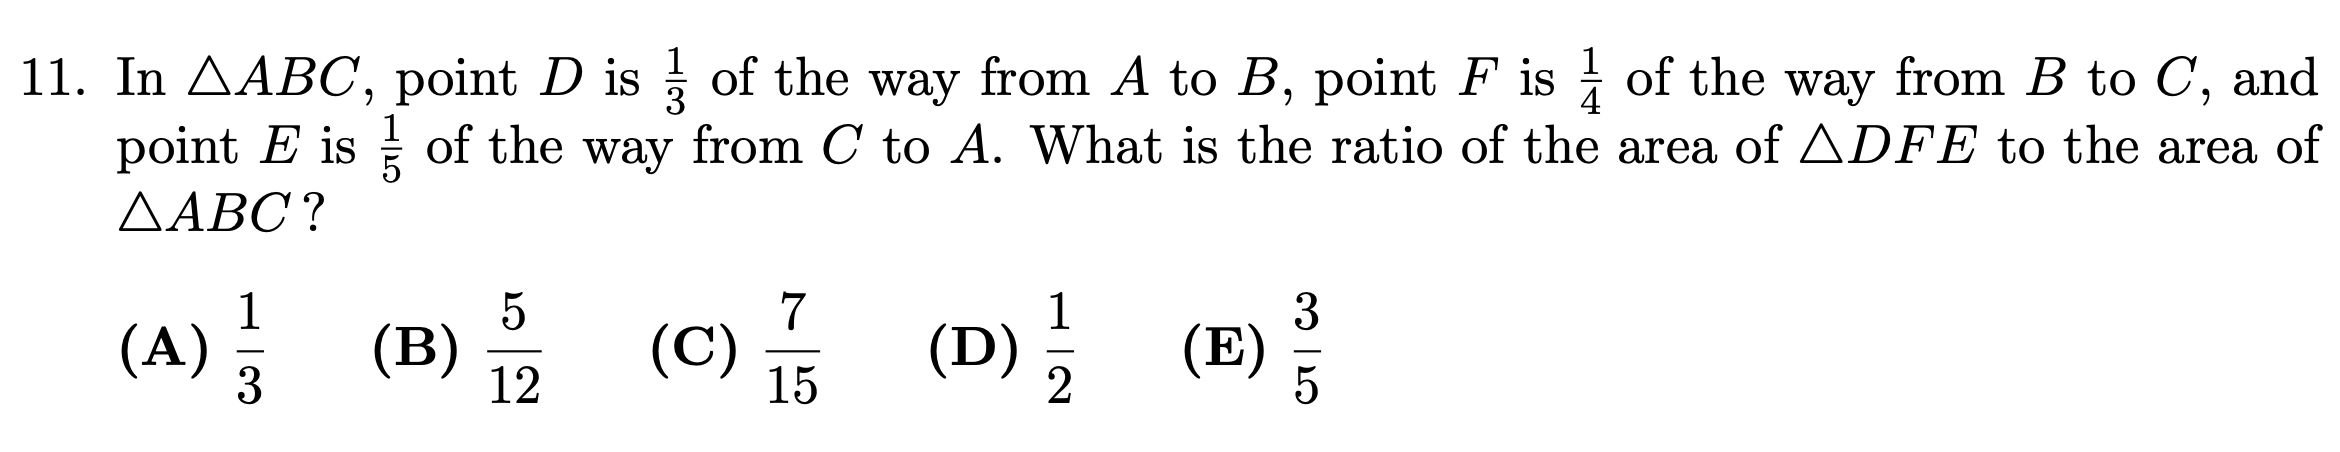 11. In △ABC, point D is 1/3 of the way from A to B, point F is 1/4 of the way from B to C, and
point E is 1/5 of the way from C to A. What is the ratio of the area of △DFE to the area of
△ABC?
(A) 1/3 (B) 5/12 (C) 7/15 (D) 1/2 (E) 3/5